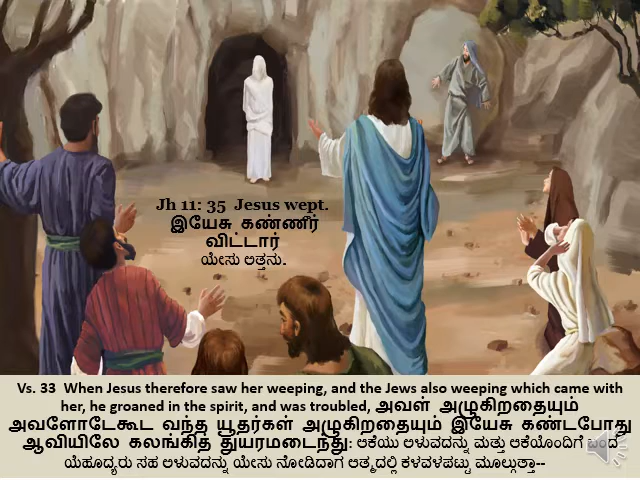 Jh 11: 35  Jesus wept.
இயேசு கண்ணீர்
விட்டார்
ಯೇಸು ಅತ್ತನು.
Vs. 33  When Jesus therefore saw her weeping, and the Jews also weeping which came with
her, he groaned in the spirit, and was troubled, அவள் அழுகிறதையும்
அவளோடேகூட வந்த யூதர்கள் அழுகிறதையும் இயேசு கண்டபோது
ஆவியிலே கலங்கித் துயரமடைந்து: ಆಕೆಯು ಅಳುವದನ್ನು ಮತ್ತು ಆಕೆಯೊಂದಿಗೆ ಬಂದ
ಯೆಹೂದ್ಯರು ಸಹ ಅಳುವದನ್ನು ಯೇಸು ನೋಡಿದಾಗ ಆತ್ಮದಲ್ಲಿ ಕಳವಳಪಟ್ಟು ಮೂಲ್ಗುತ್ತಾ--